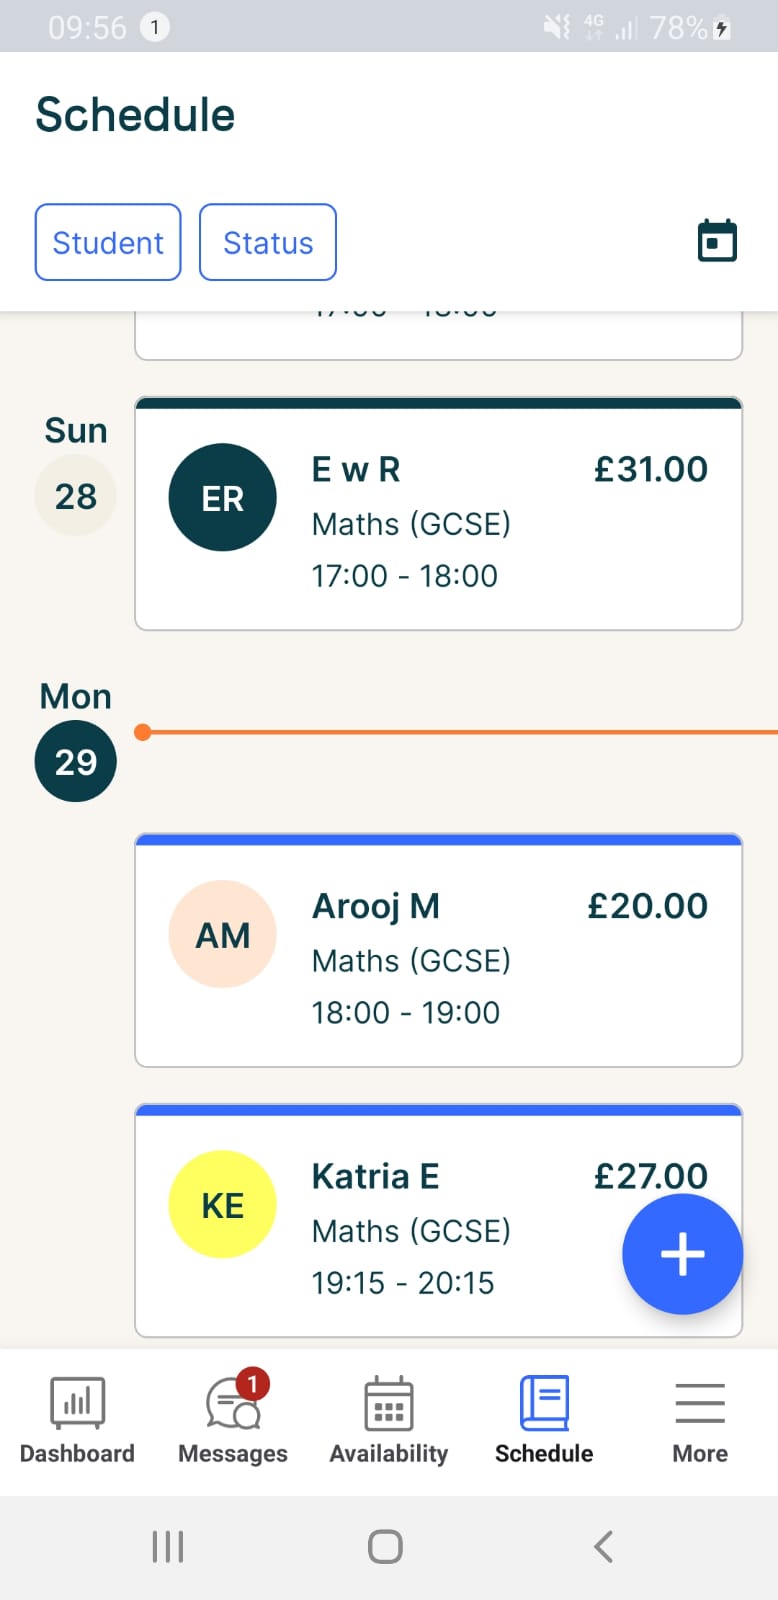 09:56 1 4G 78%
Schedule
Student Status
Sun
28
ER
E w R £31.00
Maths (GCSE)
17:00 - 18:00
Mon
29
AM
Arooj M £20.00
Maths (GCSE)
18:00 - 19:00
KE
Katria E £27.00
Maths (GCSE)
19:15 - 20:15
+
1
Dashboard Messages Availability Schedule More